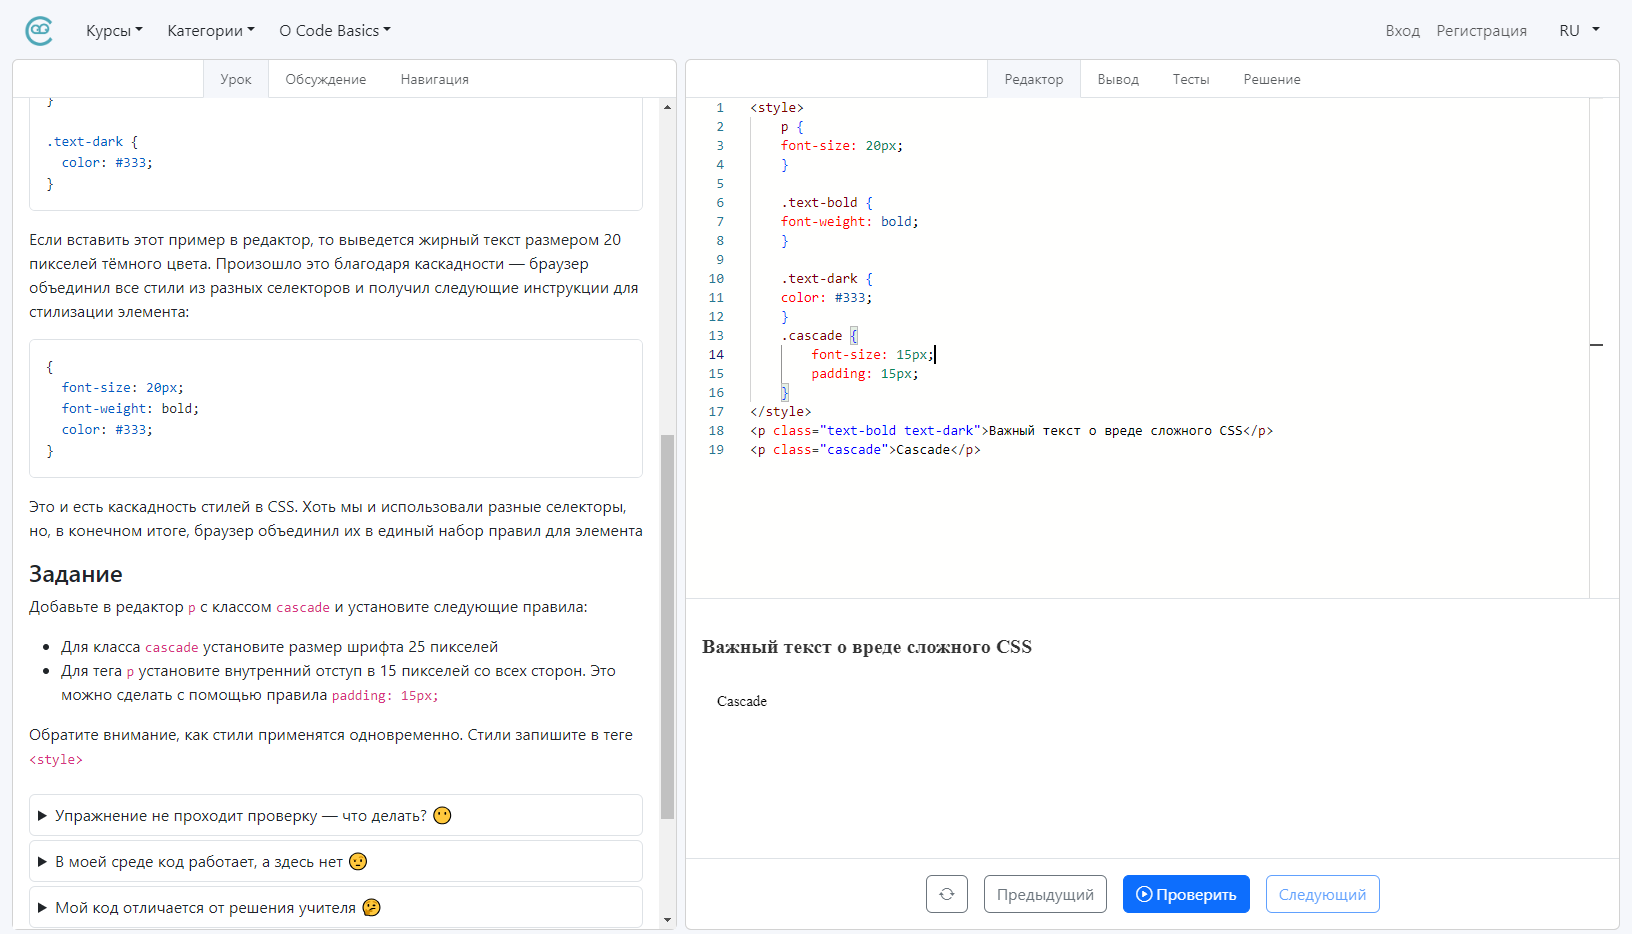 Курсы Категории О Code Basics Вход Регистрация RU
Урок Обсуждение Навигация
}
.text-dark {
color: #333;
}
Если вставить этот пример в редактор, то выведется жирный текст размером 20
пикселей тёмного цвета. Произошло это благодаря каскадности — браузер
объединил все стили из разных селекторов и получил следующие инструкции для
стилизации элемента:
{
font-size: 20px;
font-weight: bold;
color: #333;
}
Это и есть каскадность стилей в CSS. Хоть мы и использовали разные селекторы,
но, в конечном итоге, браузер объединил их в единый набор правил для элемента
Задание
Добавьте в редактор p с классом cascade и установите следующие правила:
• Для класса cascade установите размер шрифта 25 пикселей
• Для тега p установите внутренний отступ в 15 пикселей со всех сторон. Это
можно сделать с помощью правила padding: 15px;
Обратите внимание, как стили применятся одновременно. Стили запишите в теге
<style>
Упражнение не проходит проверку — что делать? 😶
В моей среде код работает, а здесь нет 🤨
Мой код отличается от решения учителя 🤔
Редактор Вывод Тесты Решение
1 <style>
2 p {
3 font-size: 20px;
4 }
5
6 .text-bold {
7 font-weight: bold;
8 }
9
10 .text-dark {
11 color: #333;
12 }
13 .cascade {
14 font-size: 15px;
15 padding: 15px;
16 }
17 </style>
18 <p class="text-bold text-dark">Важный текст о вреде сложного CSS</p>
19 <p class="cascade">Cascade</p>
Важный текст о вреде сложного CSS
Cascade
Предыдущий Проверить Следующий